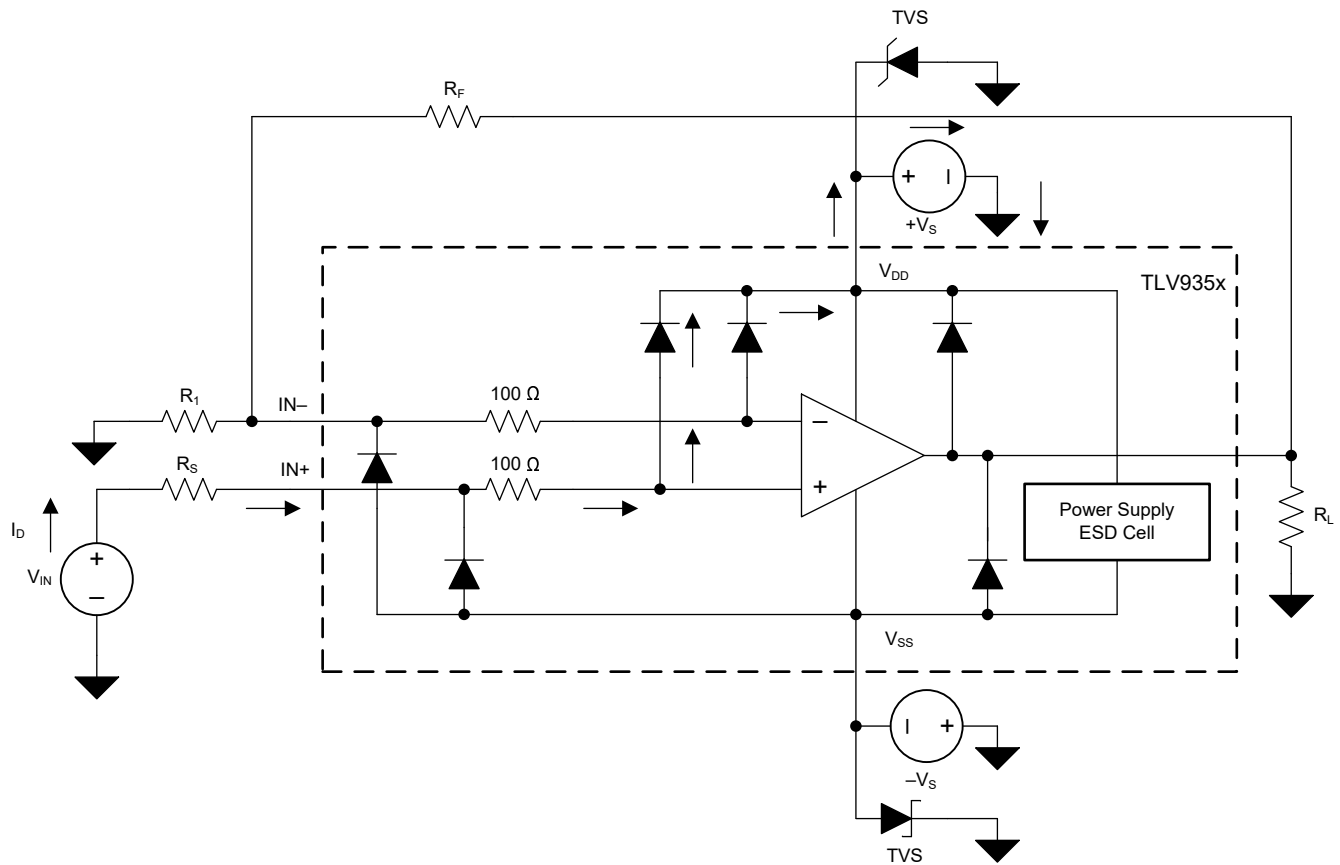 TVS
R_F
+ –
+V_S
V_DD
TLV935x
R_1
IN–
100 Ω
–
R_S
IN+
100 Ω
+
Power Supply
ESD Cell
R_L
I_D
+
V_IN
–
V_SS
– +
–V_S
TVS